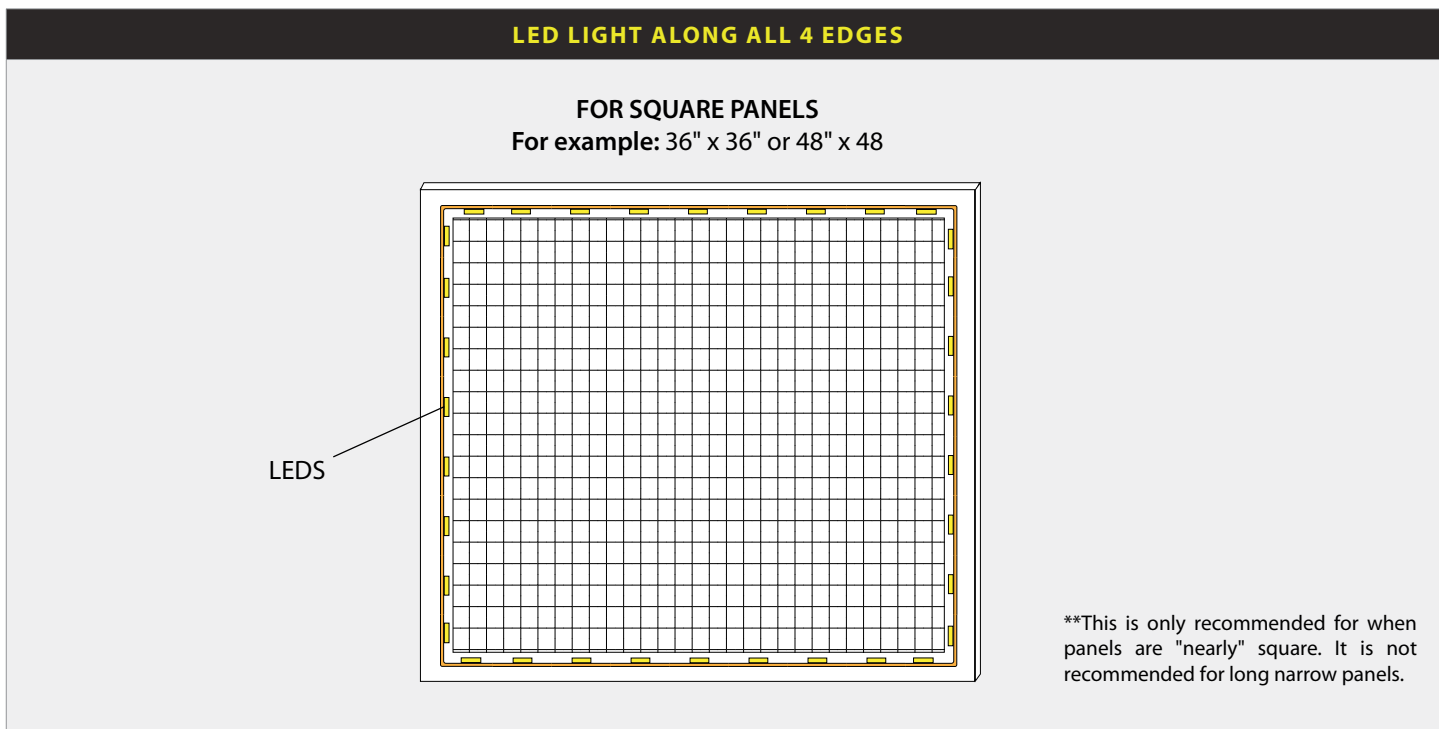 LED LIGHT ALONG ALL 4 EDGES
FOR SQUARE PANELS
For example: 36" x 36" or 48" x 48
LEDS
**This is only recommended for when
panels are "nearly" square. It is not
recommended for long narrow panels.